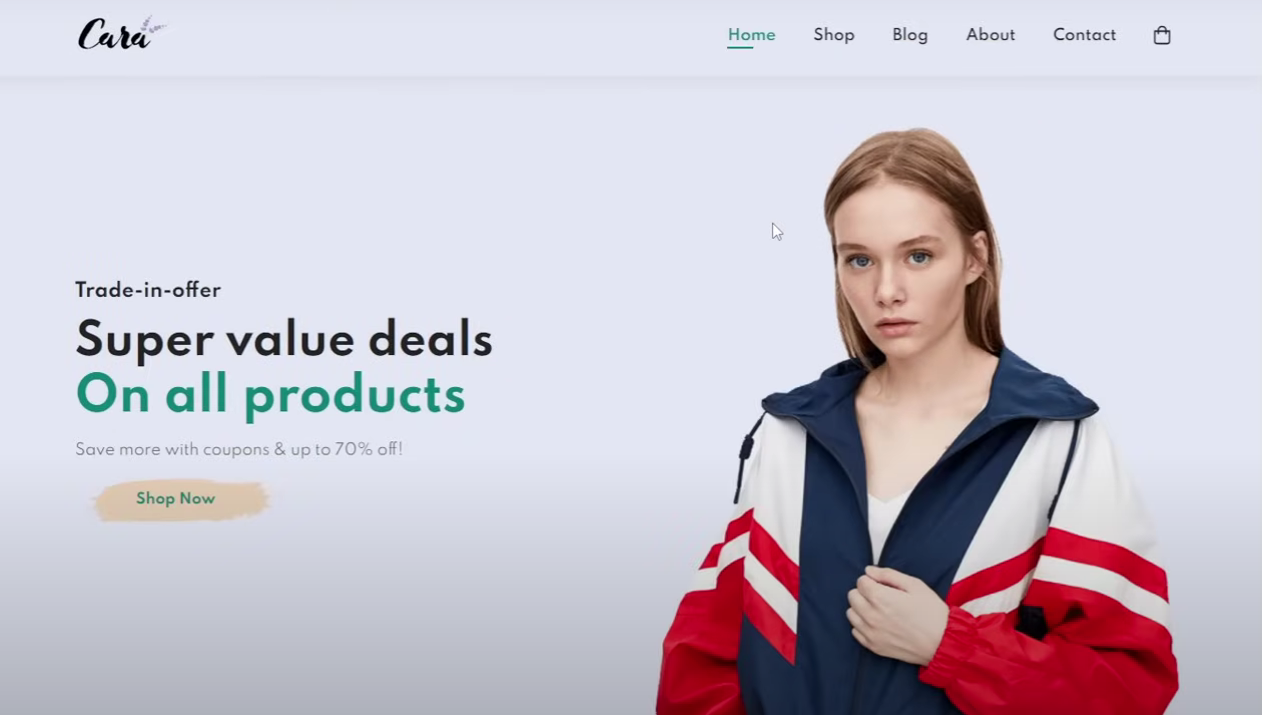 Cara
Home Shop Blog About Contact
Trade-in-offer
Super value deals
On all products
Save more with coupons & up to 70% off!
Shop Now